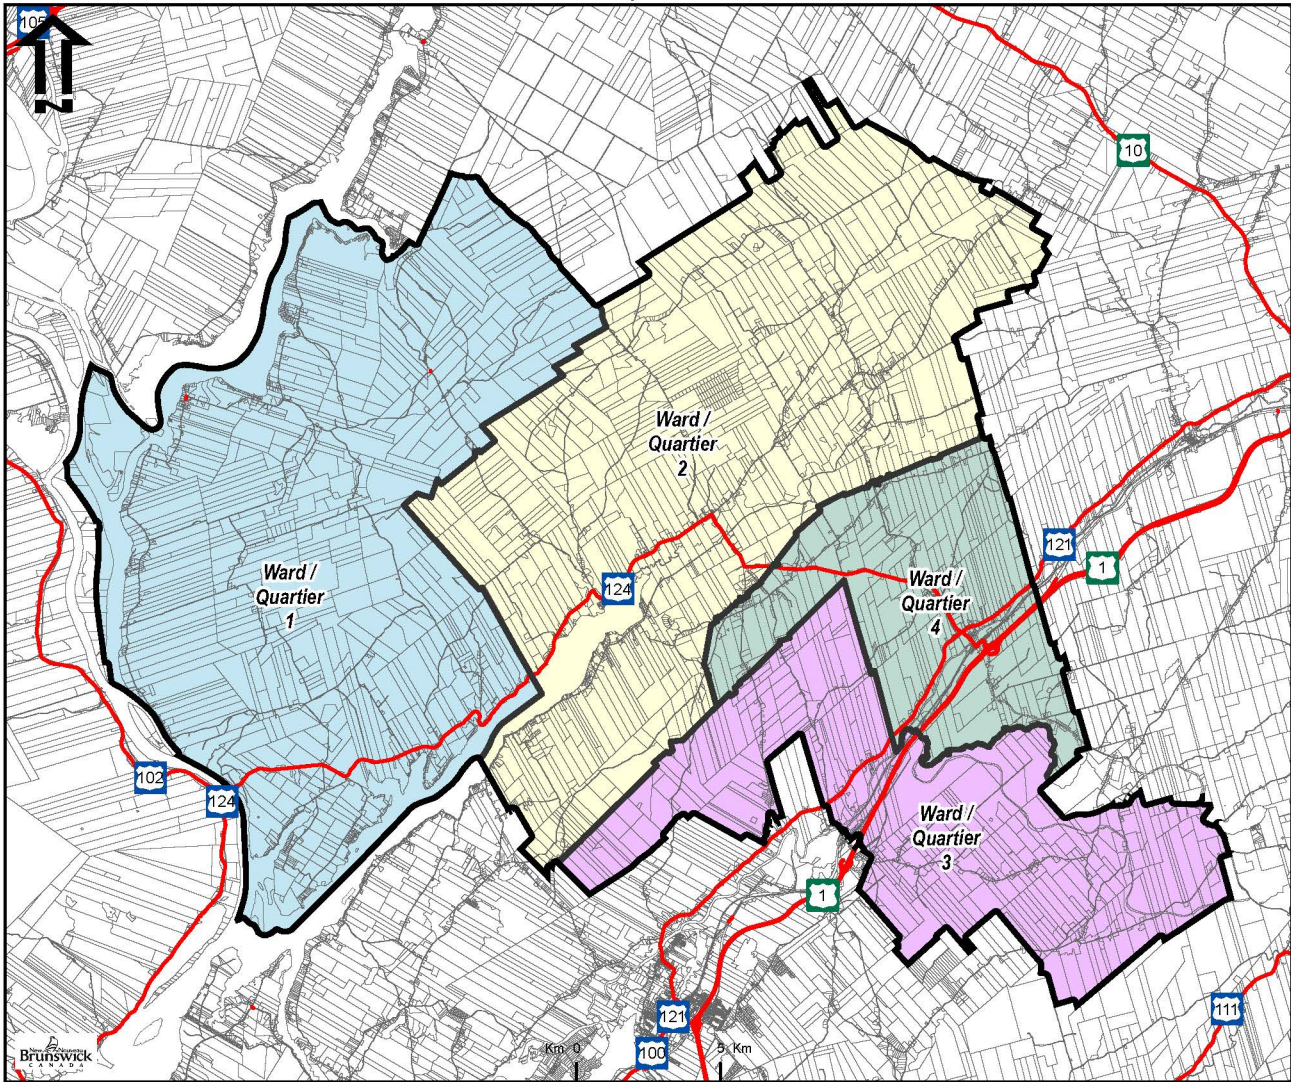 105
N
10
Ward /
Quartier
2
121
1
Ward /
Quartier
1
124
Ward /
Quartier
4
102
124
Ward /
Quartier
3
1
121
100
111
New Nouveau
Brunswick
CANADA
Km 0 5 Km